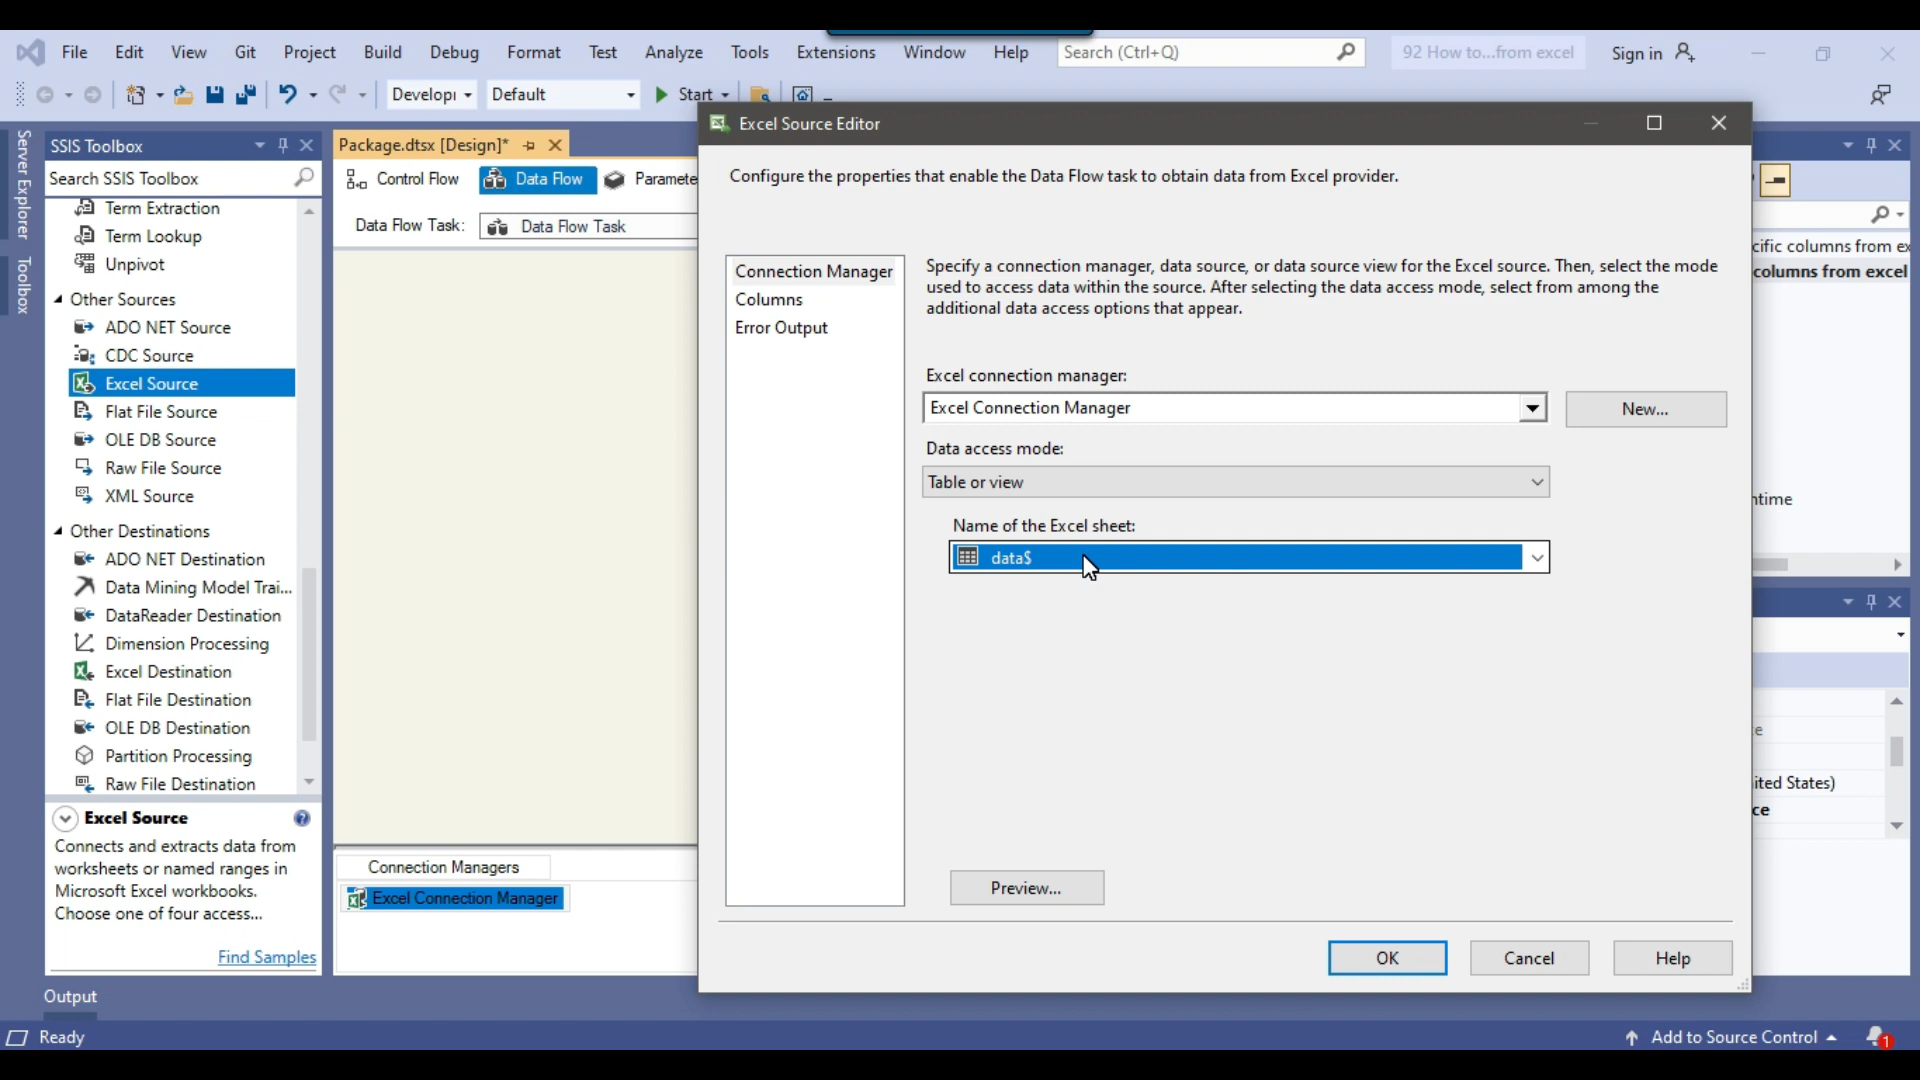 File Edit View Git Project Build Debug Format Test Analyze Tools Extensions Window Help Search (Ctrl+Q) 92 How to...from excel Sign in
Developi Default Start
Server Explorer
Toolbox
SSIS Toolbox
Search SSIS Toolbox
Term Extraction
Term Lookup
Unpivot
Other Sources
ADO NET Source
CDC Source
Excel Source
Flat File Source
OLE DB Source
Raw File Source
XML Source
Other Destinations
ADO NET Destination
Data Mining Model Trai...
DataReader Destination
Dimension Processing
Excel Destination
Flat File Destination
OLE DB Destination
Partition Processing
Raw File Destination
Excel Source
Connects and extracts data from
worksheets or named ranges in
Microsoft Excel workbooks.
Choose one of four access...
Find Samples
Package.dtsx [Design]*
Control Flow Data Flow Paramete
Data Flow Task: Data Flow Task
Connection Managers
Excel Connection Manager
Excel Source Editor
Configure the properties that enable the Data Flow task to obtain data from Excel provider.
Connection Manager
Columns
Error Output
Specify a connection manager, data source, or data source view for the Excel source. Then, select the mode
used to access data within the source. After selecting the data access mode, select from among the
additional data access options that appear.
Excel connection manager:
Excel Connection Manager New...
Data access mode:
Table or view
Name of the Excel sheet:
data$
Preview...
OK Cancel Help
cific columns from ex
columns from excel
ntime
ited States)
ce
Output
Ready Add to Source Control 1